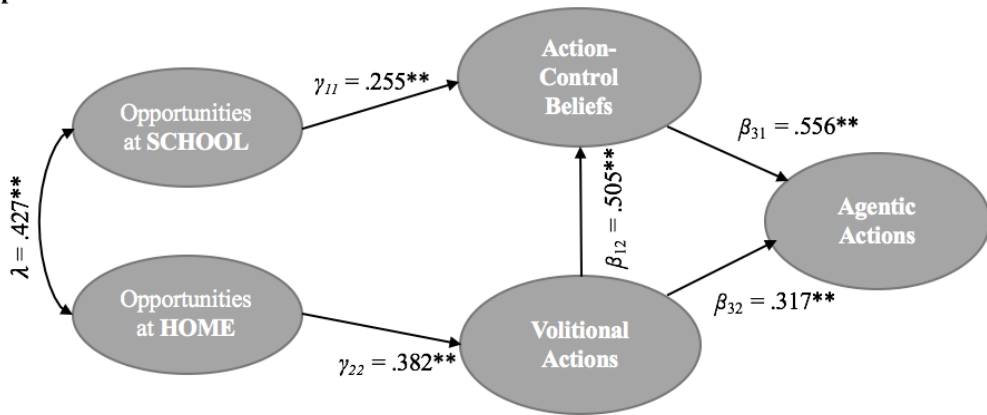 Action-
Control
Beliefs
γ11 = .255**
Opportunities
at SCHOOL
β31 = .556**
λ = .427**
β12 = .505**
Agentic
Actions
Opportunities
at HOME
β32 = .317**
Volitional
Actions
γ22 = .382**